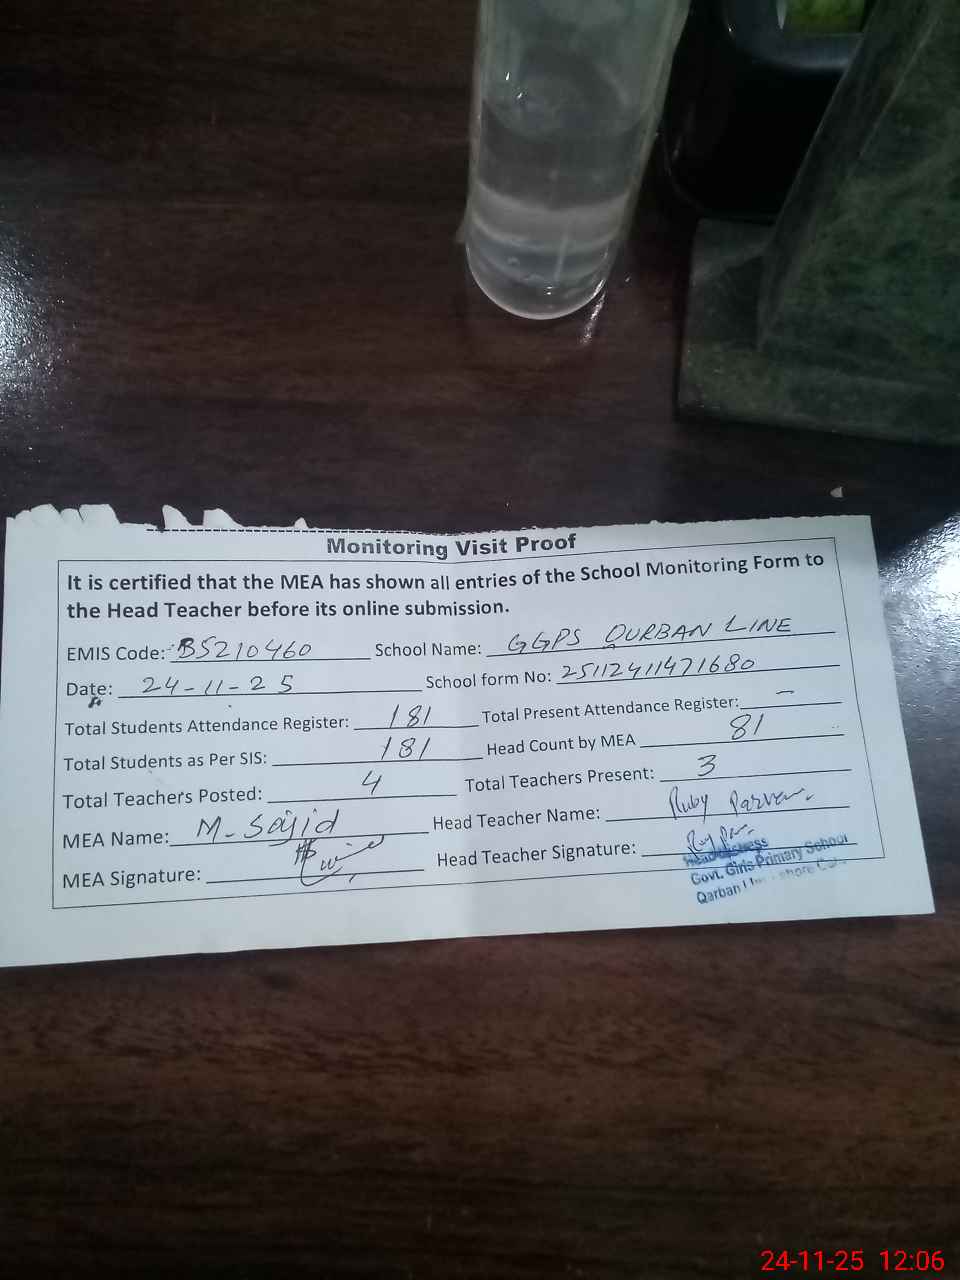 Monitoring Visit Proof
It is certified that the MEA has shown all entries of the School Monitoring Form to
the Head Teacher before its online submission.
EMIS Code: 35210460 School Name: GGPS QURBAN LINE
Date: 24-11-25 School form No: 25112411471680
Total Students Attendance Register: 181 Total Present Attendance Register: —
Total Students as Per SIS: 181 Head Count by MEA 81
Total Teachers Posted: 4 Total Teachers Present: 3
MEA Name: M-Sajid Head Teacher Name: Ruby Parveen
MEA Signature: Head Teacher Signature:
Headmistress
Govt. Girls Primary School
Qarban
24-11-25 12:06